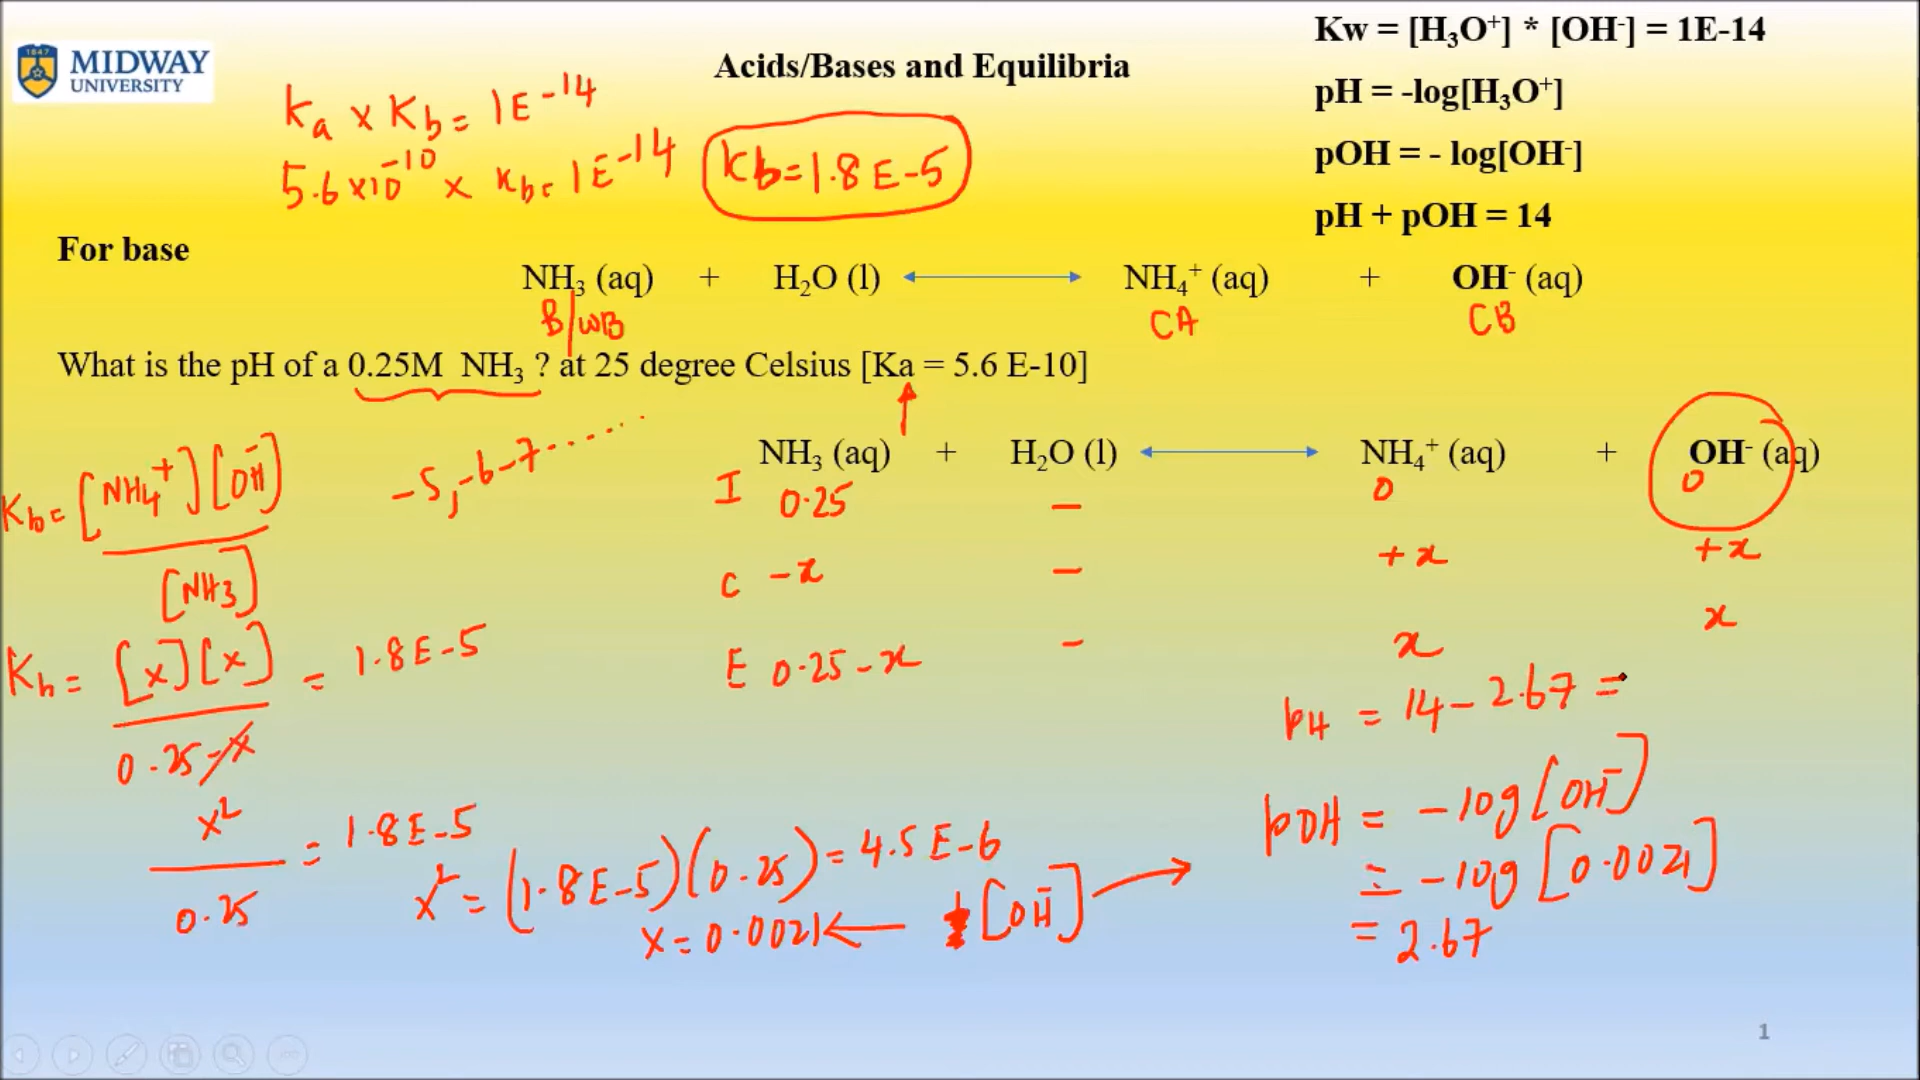 1847
MIDWAY
UNIVERSITY
Acids/Bases and Equilibria
Kw = [H₃O⁺] * [OH⁻] = 1E-14
pH = -log[H₃O⁺]
pOH = - log[OH⁻]
pH + pOH = 14
Ka x Kb = 1E⁻¹⁴
5.6 x10⁻¹⁰ x Kb = 1E⁻¹⁴
Kb = 1.8 E-5
For base
NH₃ (aq) + H₂O (l) ⟷ NH₄⁺ (aq) + OH⁻ (aq)
B/WB CA CB
What is the pH of a 0.25M NH₃ ? at 25 degree Celsius [Ka = 5.6 E-10]
NH₃ (aq) + H₂O (l) ⟷ NH₄⁺ (aq) + OH⁻ (aq)
I 0.25 – 0 0
C -x – +x +x
E 0.25-x – x x
Kb = [NH4⁺][OH⁻]
[NH3]
-5, -6 -7 ........
Kb = [x][x] = 1.8E-5
0.25-x
x² = 1.8E-5
0.25
x² = (1.8E-5)(0.25) = 4.5E-6
x = 0.0021 ← [OH⁻] →
pH = 14 - 2.67 =
pOH = -log[OH⁻]
= -log[0.0021]
= 2.67
1